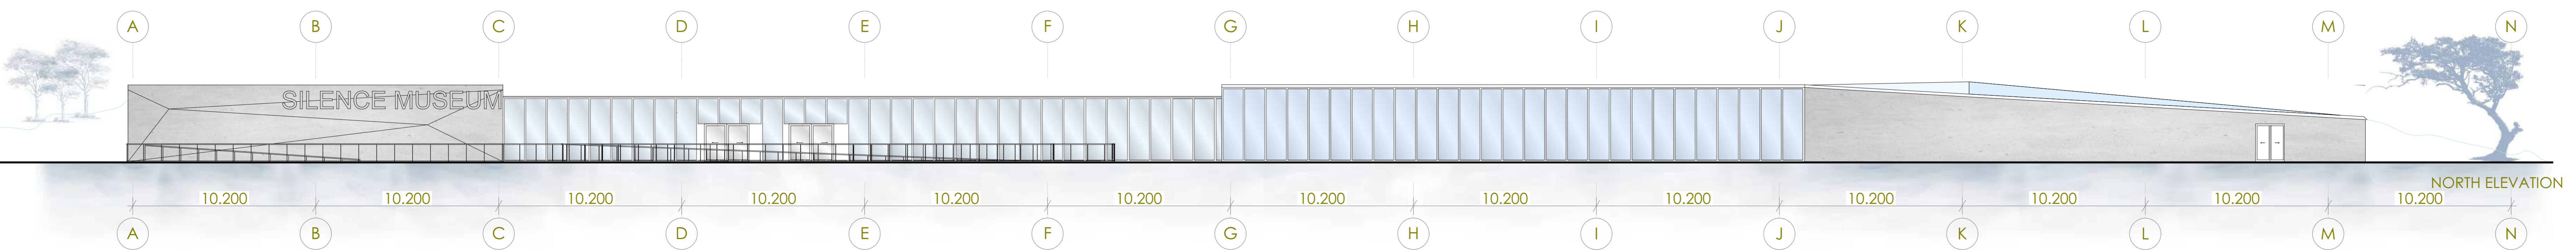 A B C D E F G H I J K L M N
SILENCE MUSEUM
NORTH ELEVATION
10.200 10.200 10.200 10.200 10.200 10.200 10.200 10.200 10.200 10.200 10.200 10.200 10.200
A B C D E F G H I J K L M N